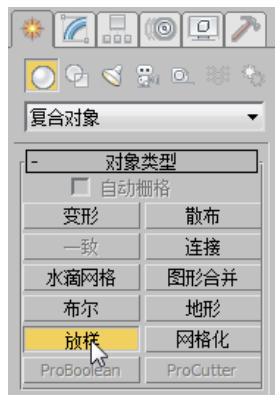 复合对象
- 对象类型
自动栅格
变形 散布
一致 连接
水滴网格 图形合并
布尔 地形
放样 网格化
ProBoolean ProCutter